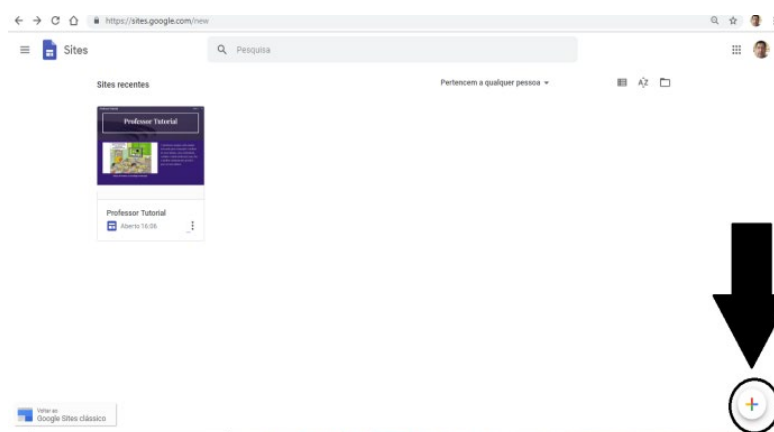 https://sites.google.com/new
Sites
Pesquisa
Sites recentes
Pertencem a qualquer pessoa
AZ
Professor Tutorial
Professor Tutorial
Aberto 16:06
Voltar ao
Google Sites clássico